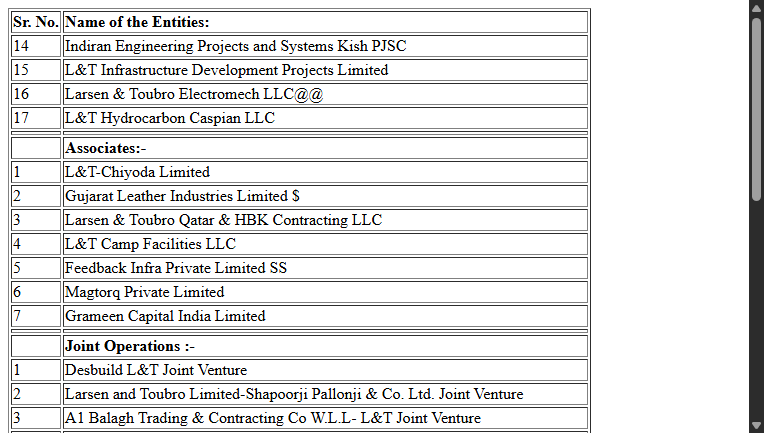 Sr. No. Name of the Entities:
14 Indiran Engineering Projects and Systems Kish PJSC
15 L&T Infrastructure Development Projects Limited
16 Larsen & Toubro Electromech LLC@@
17 L&T Hydrocarbon Caspian LLC
Associates:-
1 L&T-Chiyoda Limited
2 Gujarat Leather Industries Limited $
3 Larsen & Toubro Qatar & HBK Contracting LLC
4 L&T Camp Facilities LLC
5 Feedback Infra Private Limited SS
6 Magtorq Private Limited
7 Grameen Capital India Limited
Joint Operations :-
1 Desbuild L&T Joint Venture
2 Larsen and Toubro Limited-Shapoorji Pallonji & Co. Ltd. Joint Venture
3 A1 Balagh Trading & Contracting Co W.L.L- L&T Joint Venture